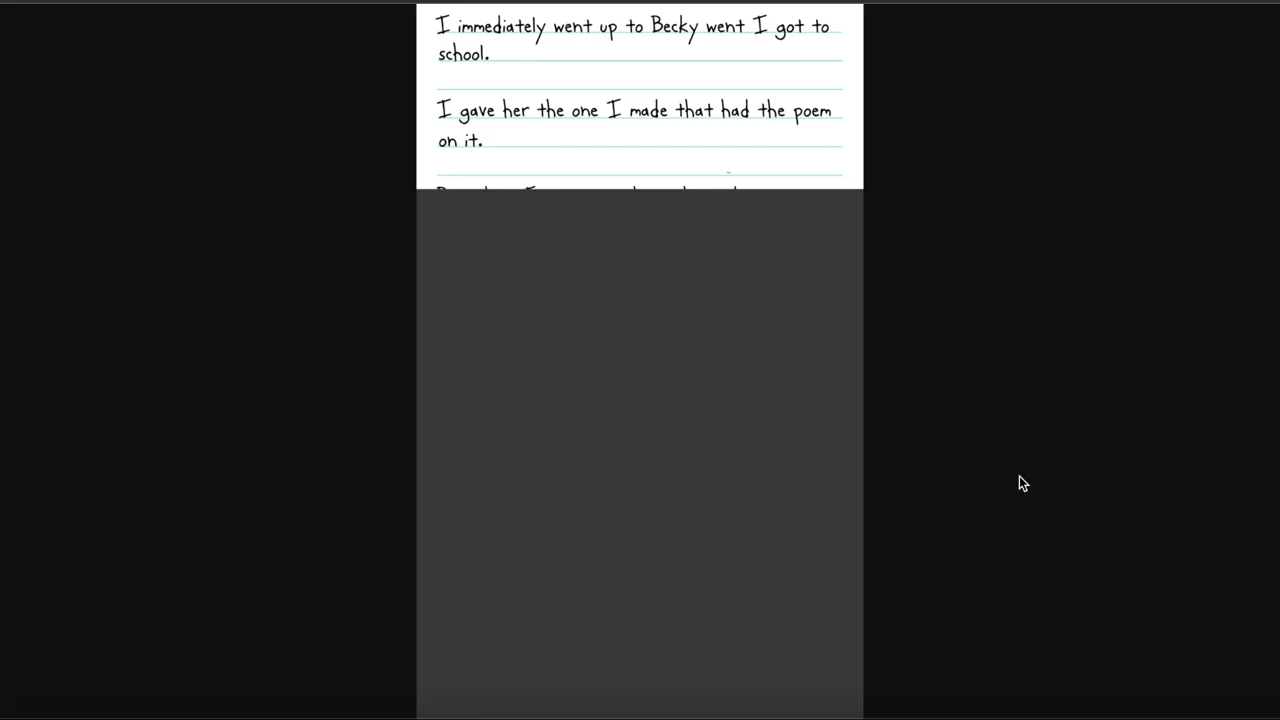 I immediately went up to Becky went I got to
school.
I gave her the one I made that had the poem
on it.